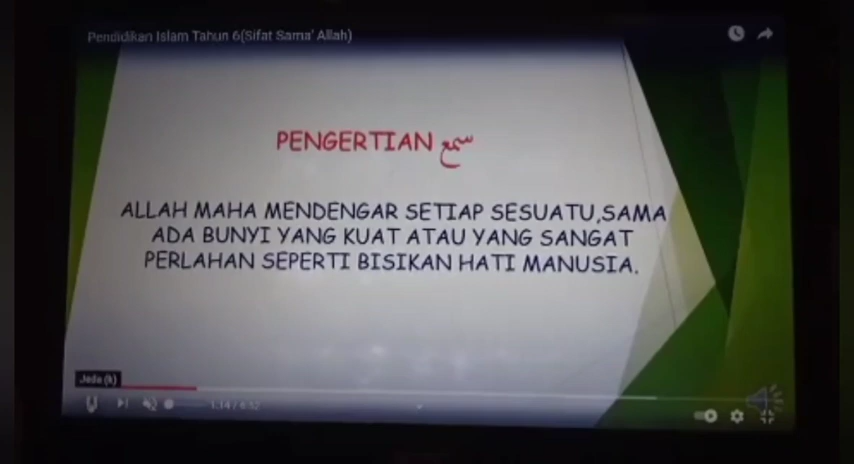 Pendidikan Islam Tahun 6(Sifat Sama' Allah)
PENGERTIAN سمع
ALLAH MAHA MENDENGAR SETIAP SESUATU,SAMA
ADA BUNYI YANG KUAT ATAU YANG SANGAT
PERLAHAN SEPERTI BISIKAN HATI MANUSIA.
Jeda (k)